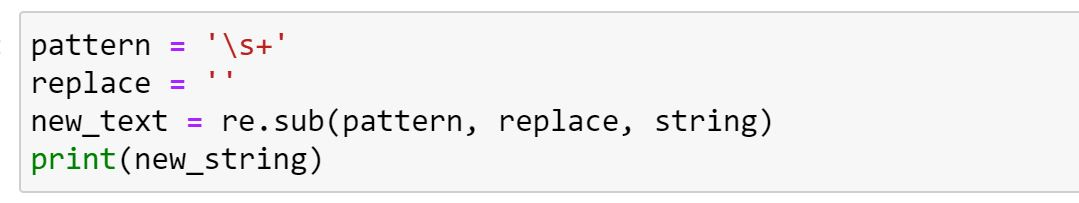 pattern = '\s+'
replace = ''
new_text = re.sub(pattern, replace, string)
print(new_string)